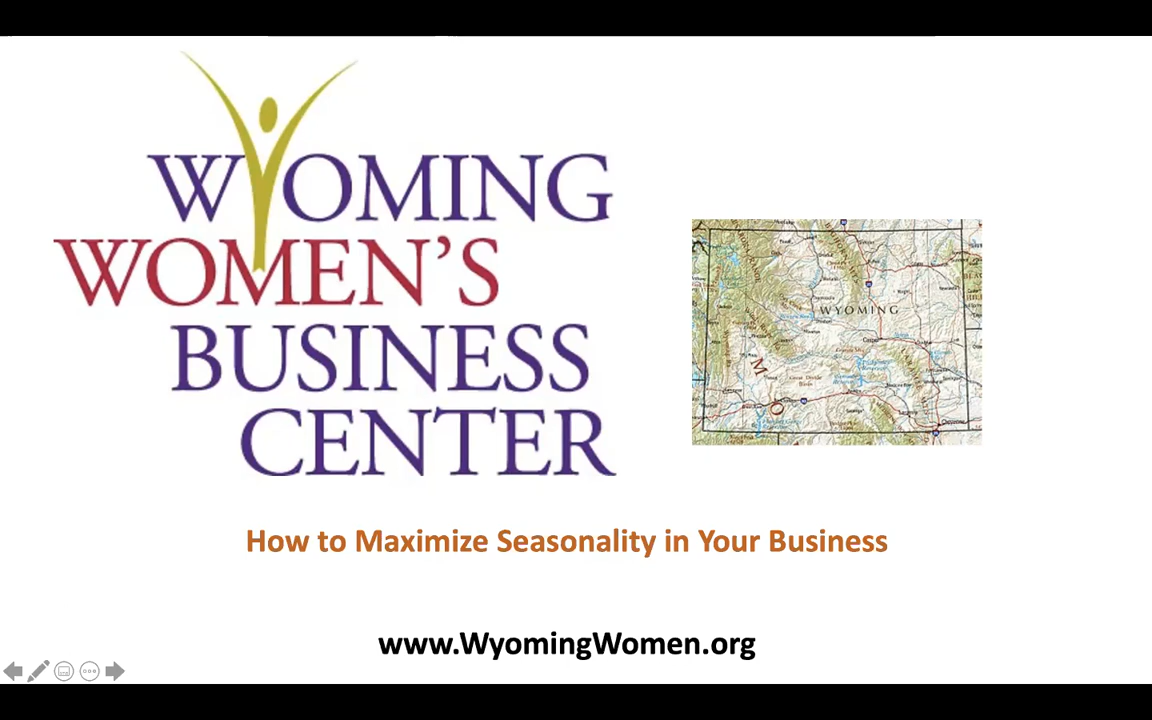 WYOMING
WOMEN'S
BUSINESS
CENTER
WYOMING
How to Maximize Seasonality in Your Business
www.WyomingWomen.org